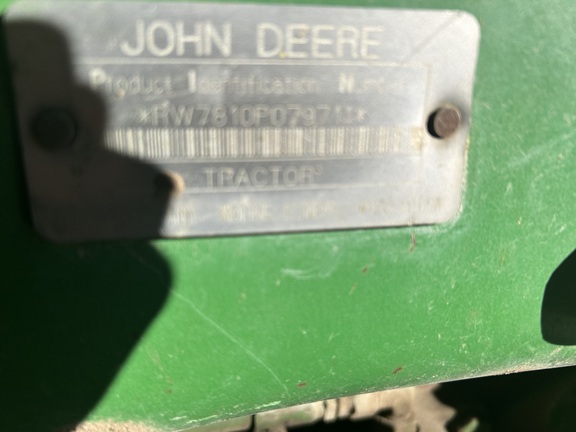 JOHN DEERE
Product Identification Number
*RW7810P079711*
TRACTOR